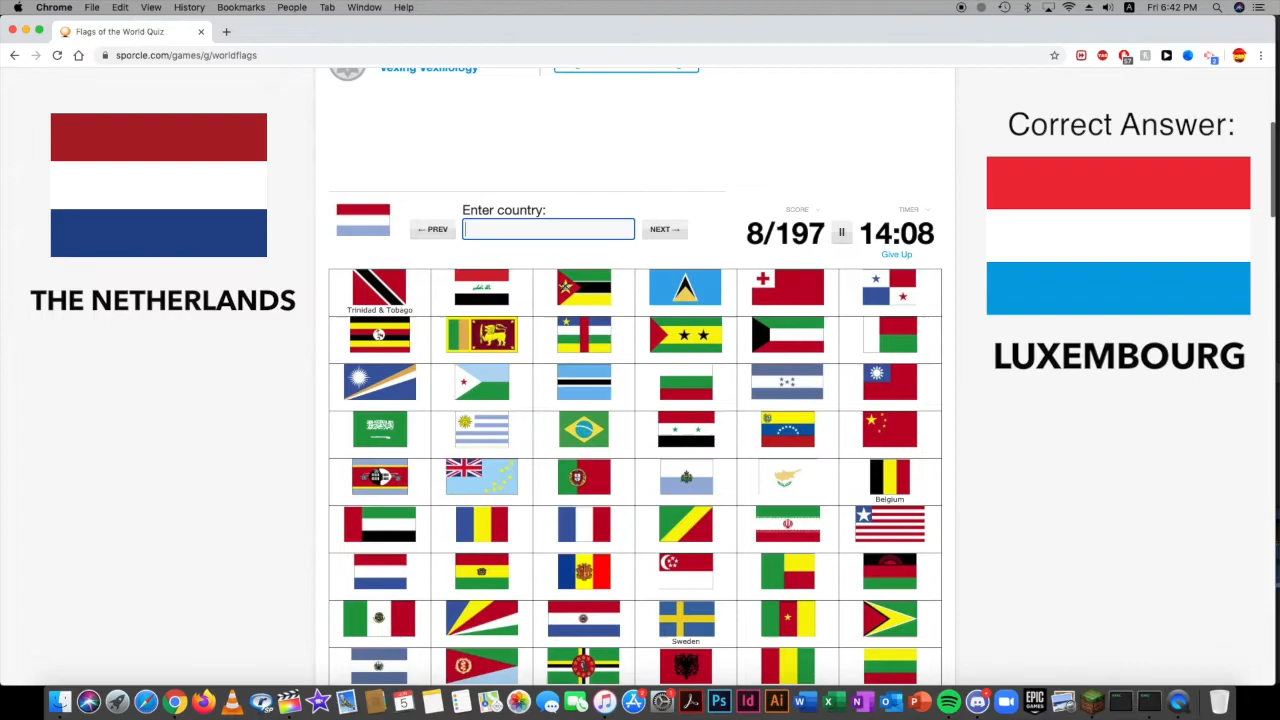 Chrome File Edit View History Bookmarks People Tab Window Help
Fri 6:42 PM
Flags of the World Quiz
sporcle.com/games/g/worldflags
Vexing Vexillology
Correct Answer:
THE NETHERLANDS
LUXEMBOURG
Enter country:
← PREV
NEXT →
SCORE
8/197
TIMER
14:08
Give Up
Trinidad & Tobago
Belgium
Sweden